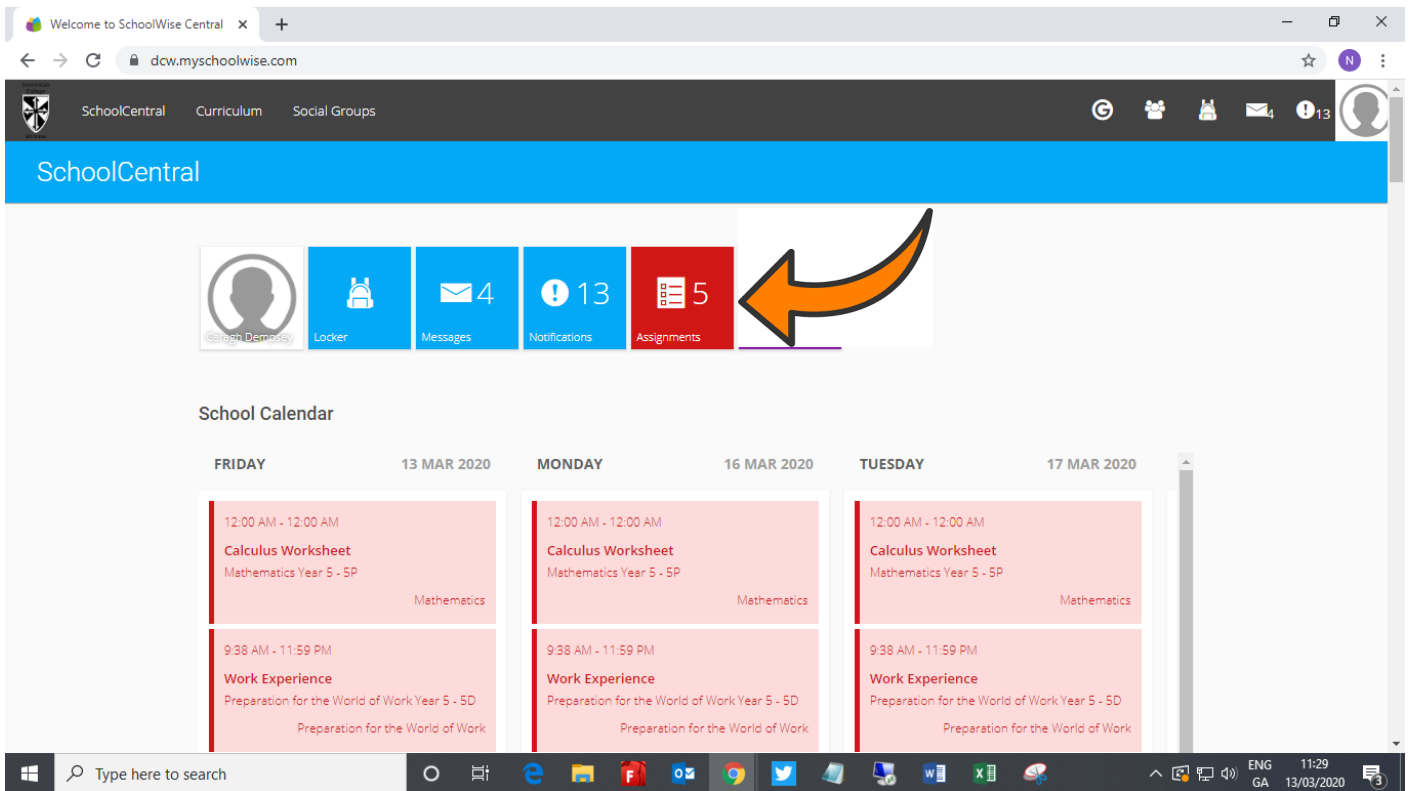 Welcome to SchoolWise Central
dcw.myschoolwise.com
N
SchoolCentral Curriculum Social Groups
G 4 13
SchoolCentral
4 13 5
Caragh Dempsey Locker Messages Notifications Assignments
School Calendar
FRIDAY 13 MAR 2020 MONDAY 16 MAR 2020 TUESDAY 17 MAR 2020
12:00 AM - 12:00 AM 12:00 AM - 12:00 AM 12:00 AM - 12:00 AM
Calculus Worksheet Calculus Worksheet Calculus Worksheet
Mathematics Year 5 - 5P Mathematics Year 5 - 5P Mathematics Year 5 - 5P
Mathematics Mathematics Mathematics
9:38 AM - 11:59 PM 9:38 AM - 11:59 PM 9:38 AM - 11:59 PM
Work Experience Work Experience Work Experience
Preparation for the World of Work Year 5 - 5D Preparation for the World of Work Year 5 - 5D Preparation for the World of Work Year 5 - 5D
Preparation for the World of Work Preparation for the World of Work Preparation for the World of Work
Type here to search ENG 11:29
GA 13/03/2020 3